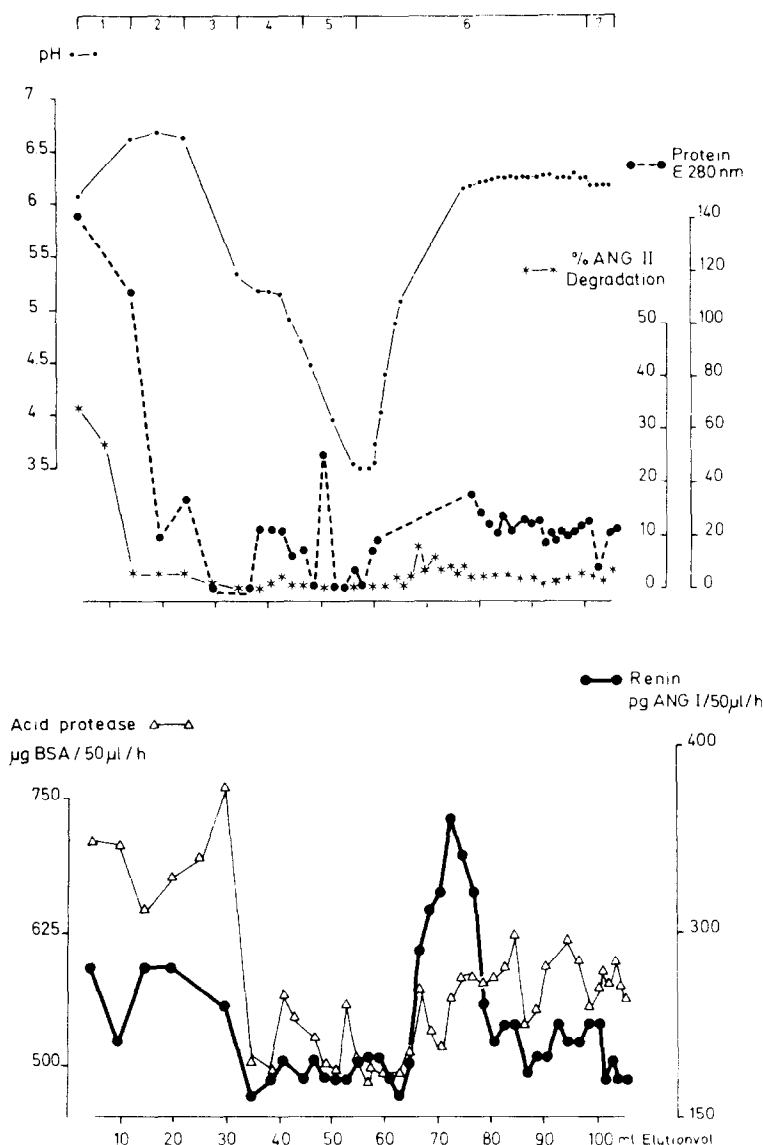 1 2 3 4 5 6 7
pH
7
6.5
6
5.5
5
4.5
4
3.5
Protein
E 280 nm
% ANG II
Degradation
140
120
100
80
60
40
20
0
50
40
30
20
10
0
Renin
pg ANG I/50µl/h
Acid protease
µg BSA / 50 µl / h
750
625
500
400
300
150
10 20 30 40 50 60 70 80 90 100 ml Elutionvol